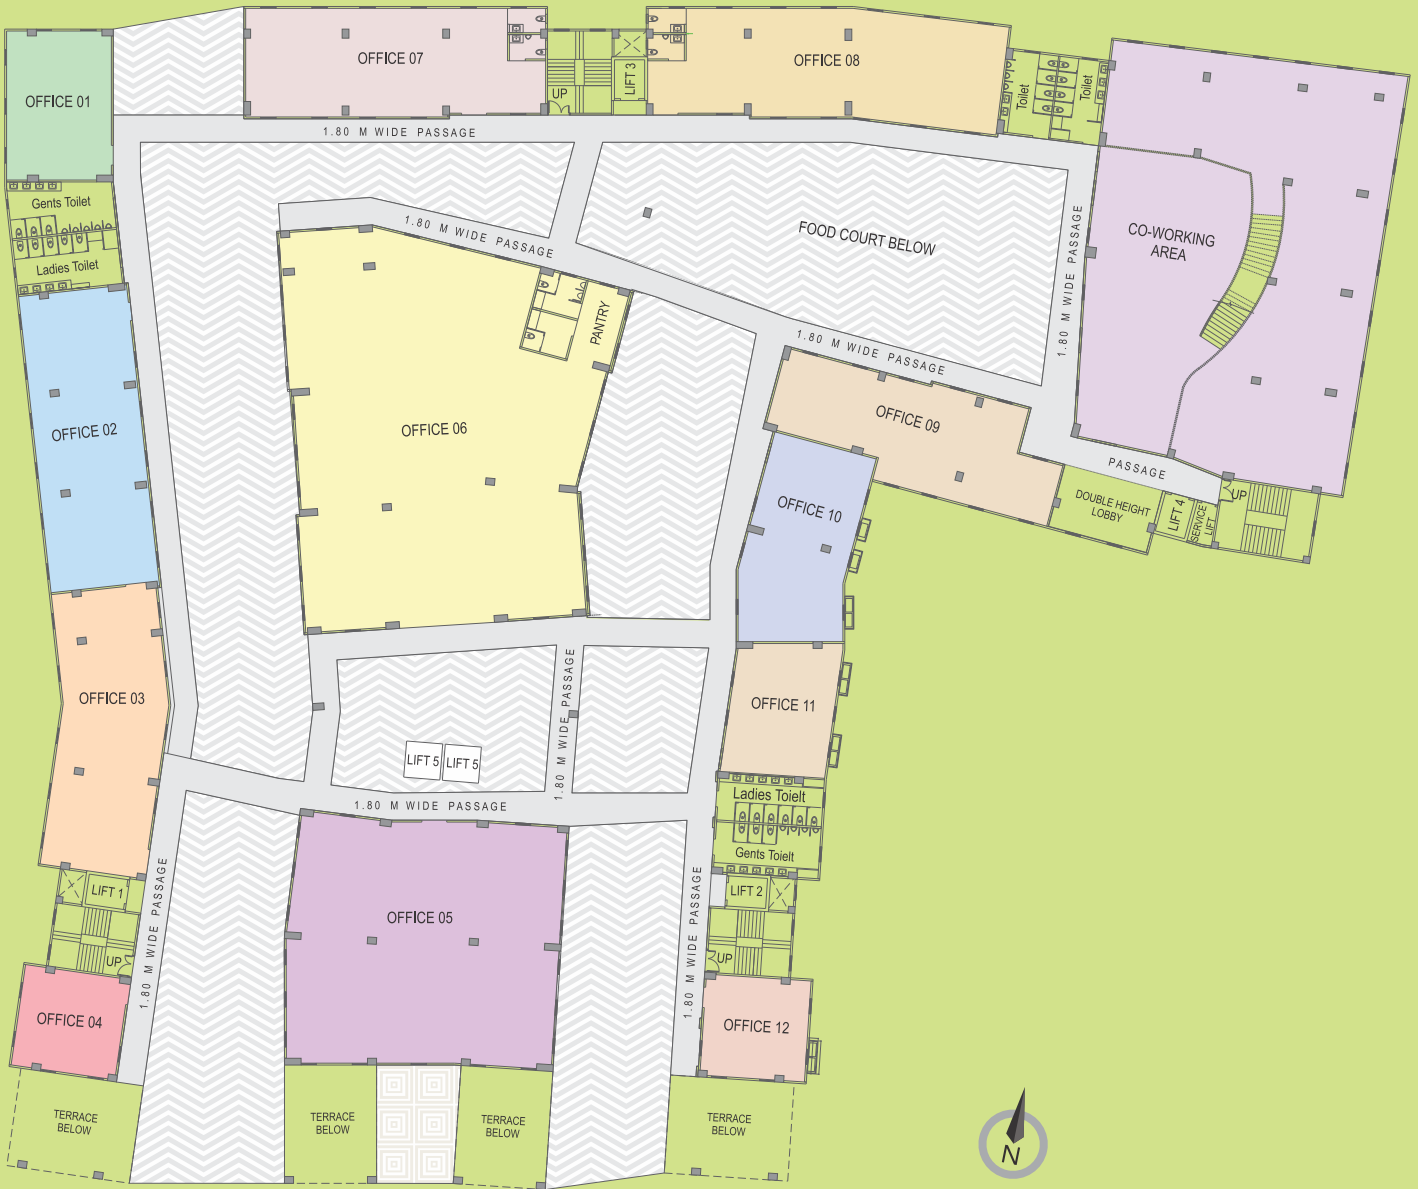 OFFICE 07
OFFICE 08
OFFICE 01
UP
LIFT 3
Toilet
Toilet
1.80 M WIDE PASSAGE
Gents Toilet
Ladies Toilet
1.80 M WIDE PASSAGE
FOOD COURT BELOW
1.80 M WIDE PASSAGE
CO-WORKING
AREA
PANTRY
1.80 M WIDE PASSAGE
OFFICE 02
OFFICE 06
OFFICE 09
PASSAGE
OFFICE 10
DOUBLE HEIGHT
LOBBY
LIFT 4
SERVICE
LIFT
UP
OFFICE 03
1.80 M WIDE PASSAGE
OFFICE 11
LIFT 5
LIFT 5
1.80 M WIDE PASSAGE
Ladies Toielt
Gents Toielt
LIFT 1
1.80 M WIDE PASSAGE
OFFICE 05
1.80 M WIDE PASSAGE
LIFT 2
UP
UP
OFFICE 04
OFFICE 12
TERRACE
BELOW
TERRACE
BELOW
TERRACE
BELOW
TERRACE
BELOW
N